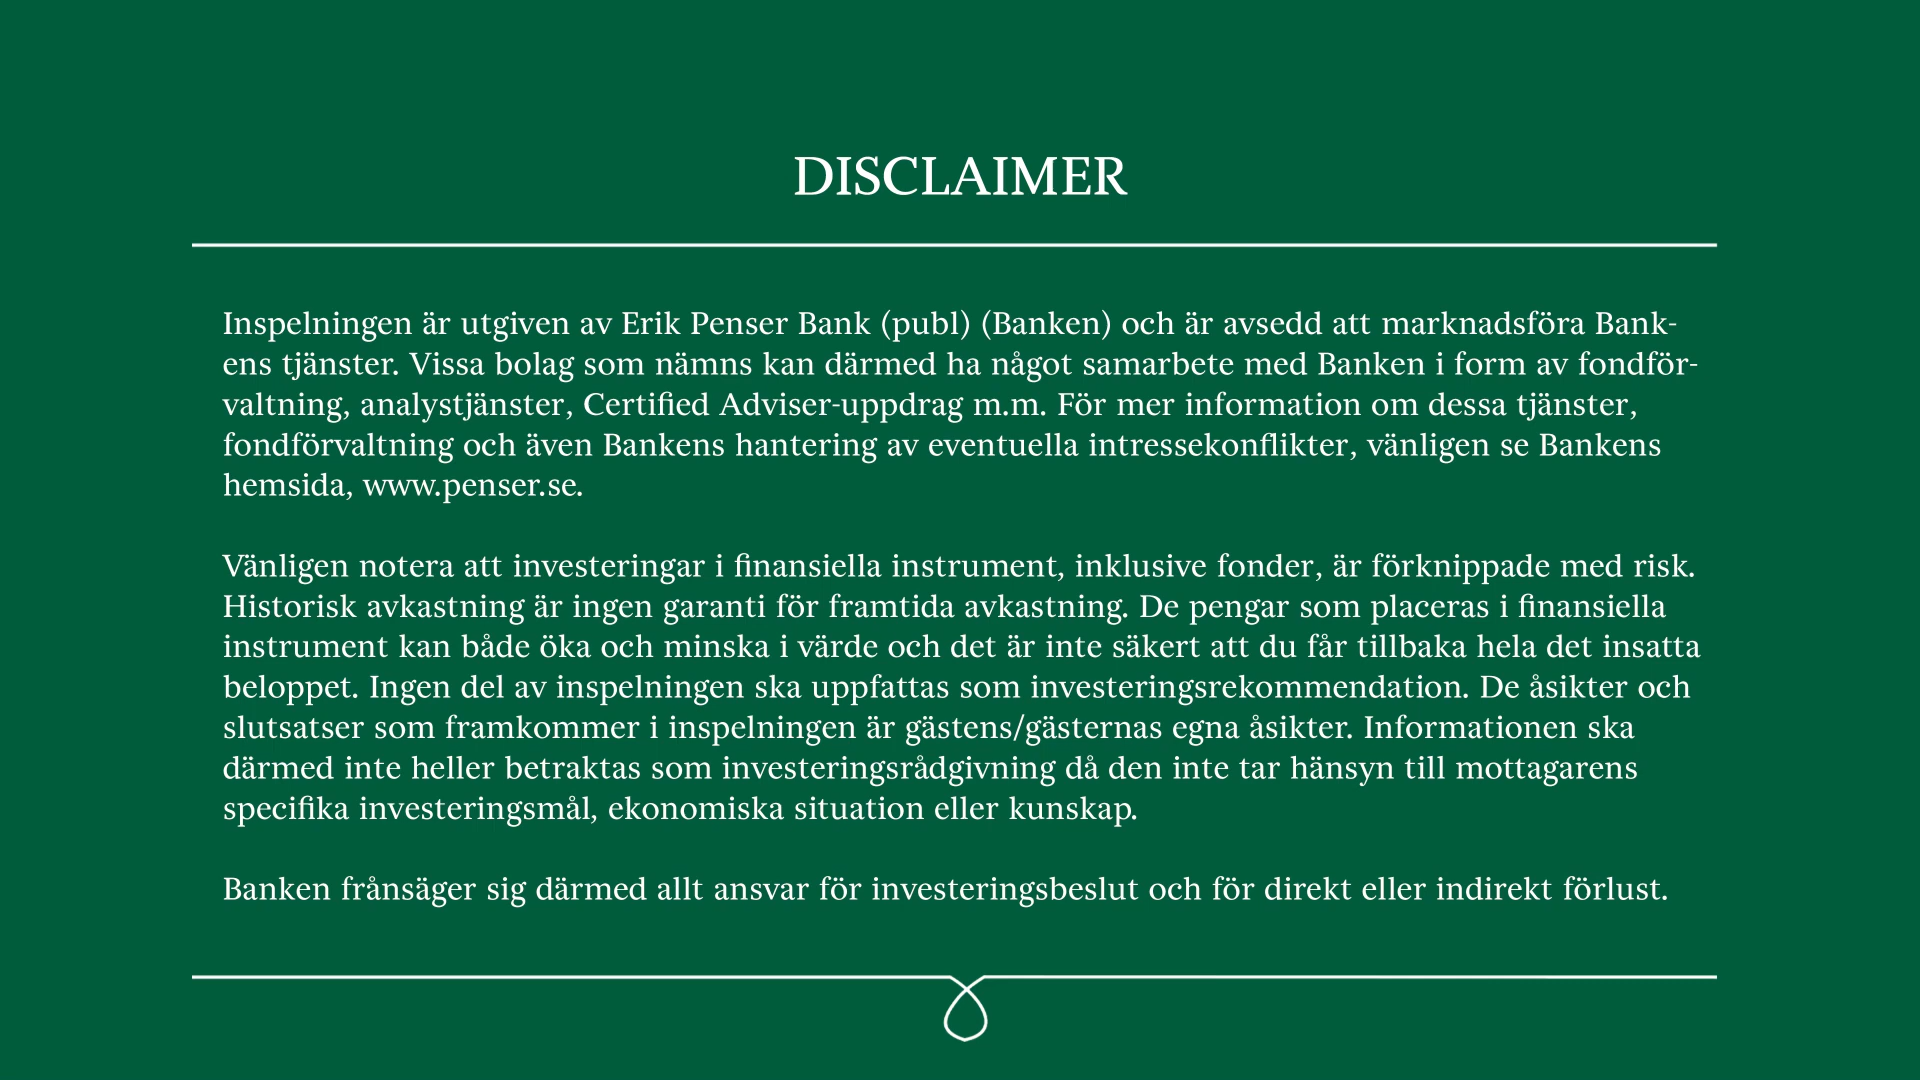 DISCLAIMER
Inspelningen är utgiven av Erik Penser Bank (publ) (Banken) och är avsedd att marknadsföra Bank-
ens tjänster. Vissa bolag som nämns kan därmed ha något samarbete med Banken i form av fondför-
valtning, analystjänster, Certified Adviser-uppdrag m.m. För mer information om dessa tjänster,
fondförvaltning och även Bankens hantering av eventuella intressekonflikter, vänligen se Bankens
hemsida, www.penser.se.
Vänligen notera att investeringar i finansiella instrument, inklusive fonder, är förknippade med risk.
Historisk avkastning är ingen garanti för framtida avkastning. De pengar som placeras i finansiella
instrument kan både öka och minska i värde och det är inte säkert att du får tillbaka hela det insatta
beloppet. Ingen del av inspelningen ska uppfattas som investeringsrekommendation. De åsikter och
slutsatser som framkommer i inspelningen är gästens/gästernas egna åsikter. Informationen ska
därmed inte heller betraktas som investeringsrådgivning då den inte tar hänsyn till mottagarens
specifika investeringsmål, ekonomiska situation eller kunskap.
Banken frånsäger sig därmed allt ansvar för investeringsbeslut och för direkt eller indirekt förlust.